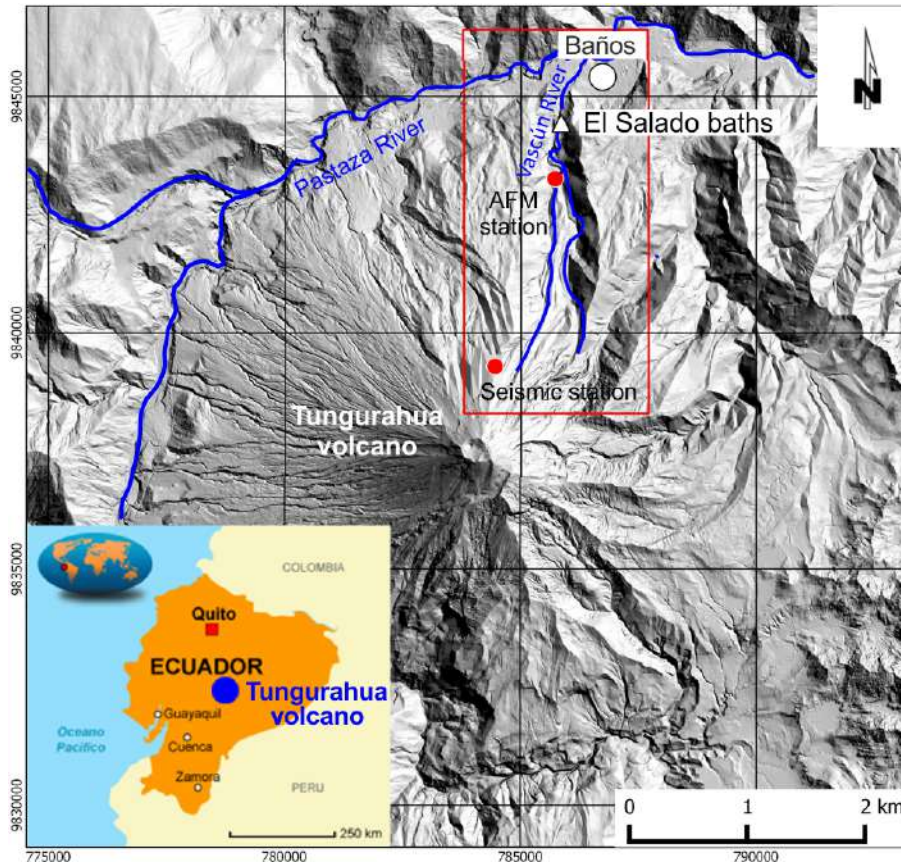 Baños
N
9845000
Vascún River
El Salado baths
Pastaza River
AFM
station
9840000
Seismic station
Tungurahua
volcano
9835000
COLOMBIA
Quito
ECUADOR
Tungurahua
volcano
Guayaquil
Oceano
Pacífico
Cuenca
Zamora
PERU
250 km
9830000
0 1 2 km
775000 780000 785000 790000